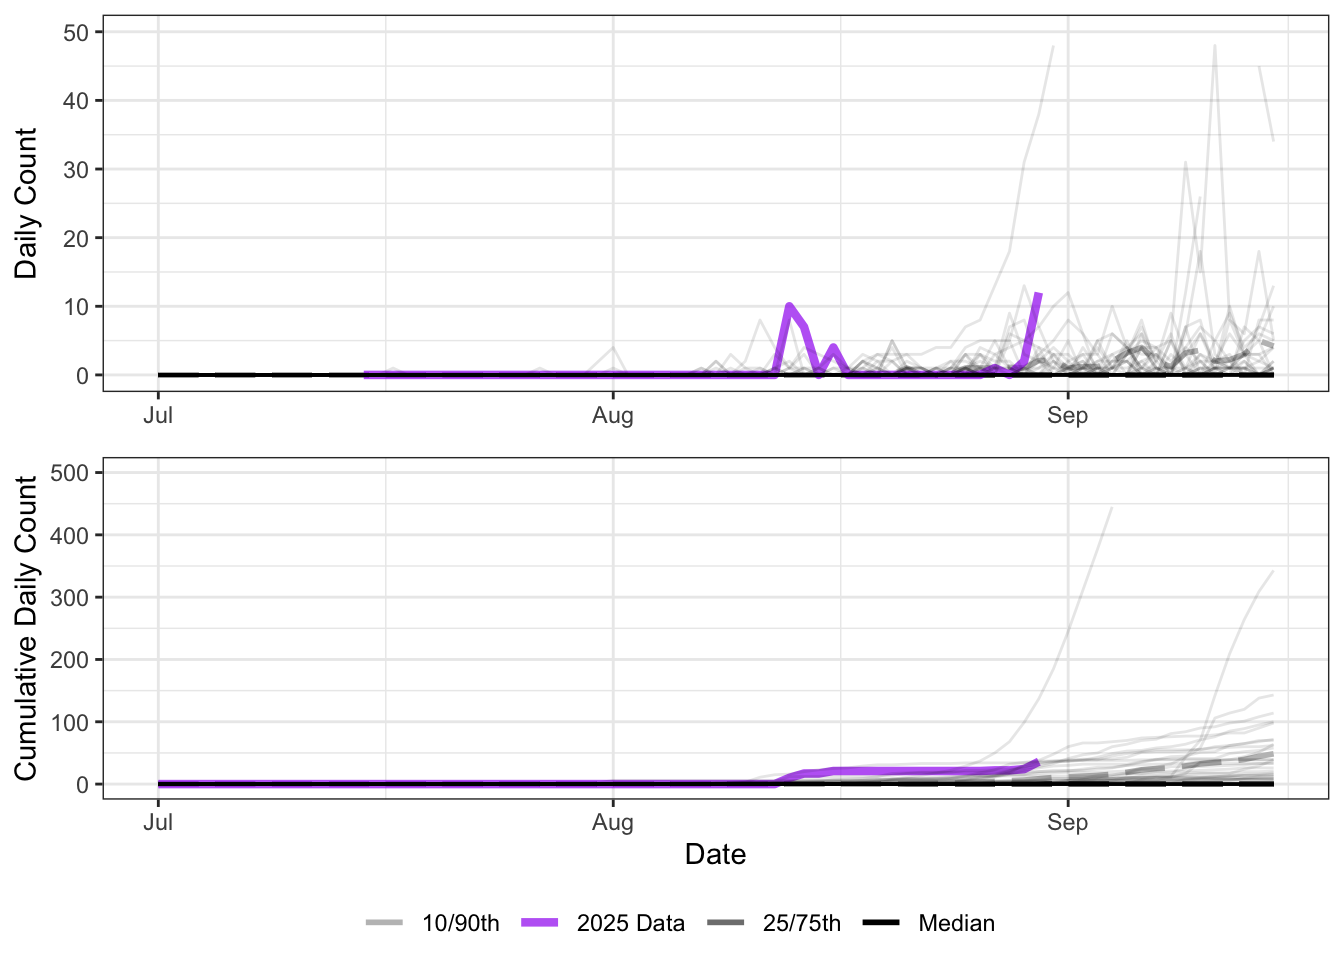 Daily Count
50
40
30
20
10
0
Jul Aug Sep
Cumulative Daily Count
500
400
300
200
100
0
Jul Aug Sep
Date
10/90th 2025 Data 25/75th Median